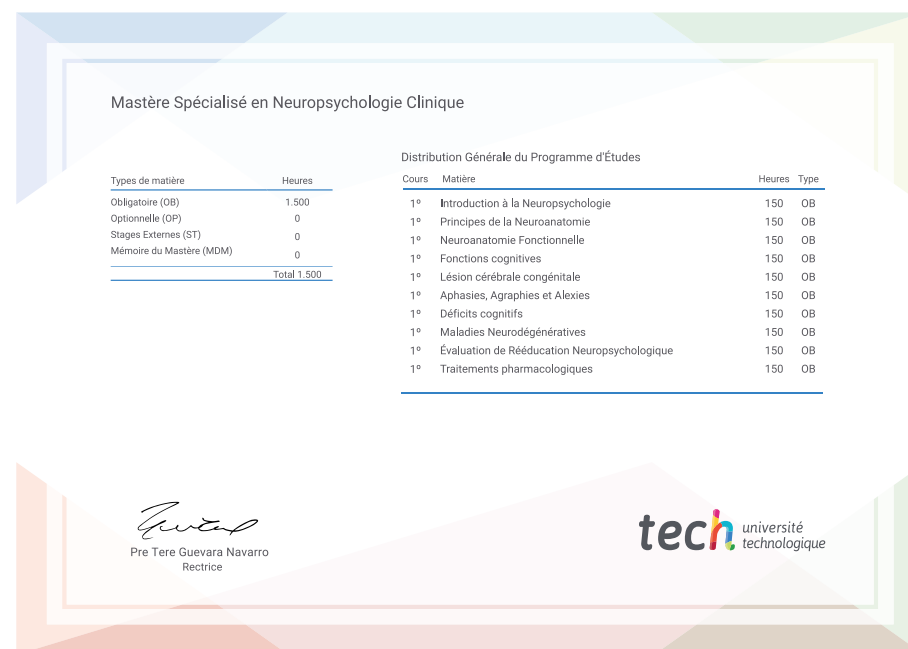 Mastère Spécialisé en Neuropsychologie Clinique
Types de matière Heures
Obligatoire (OB) 1.500
Optionnelle (OP) 0
Stages Externes (ST) 0
Mémoire du Mastère (MDM) 0
Total 1.500
Distribution Générale du Programme d'Études
Cours Matière Heures Type
1º Introduction à la Neuropsychologie 150 OB
1º Principes de la Neuroanatomie 150 OB
1º Neuroanatomie Fonctionnelle 150 OB
1º Fonctions cognitives 150 OB
1º Lésion cérébrale congénitale 150 OB
1º Aphasies, Agraphies et Alexies 150 OB
1º Déficits cognitifs 150 OB
1º Maladies Neurodégénératives 150 OB
1º Évaluation de Rééducation Neuropsychologique 150 OB
1º Traitements pharmacologiques 150 OB
Pre Tere Guevara Navarro
Rectrice
tech université
technologique